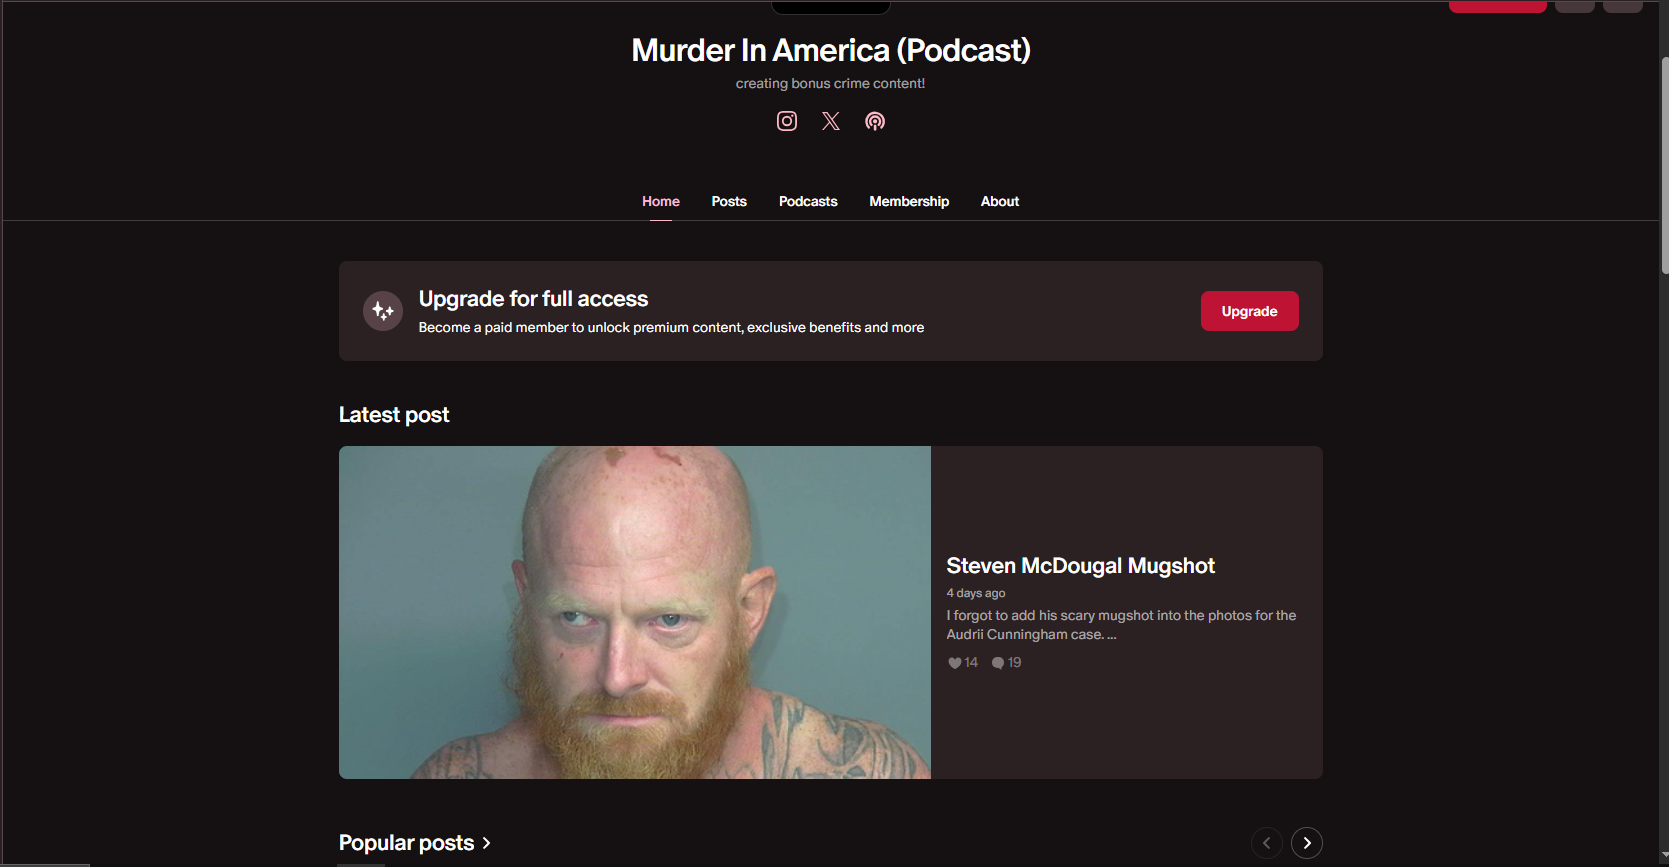 Murder In America (Podcast)
creating bonus crime content!
Home Posts Podcasts Membership About
Upgrade for full access
Become a paid member to unlock premium content, exclusive benefits and more
Upgrade
Latest post
Steven McDougal Mugshot
4 days ago
I forgot to add his scary mugshot into the photos for the
Audrii Cunningham case. ...
14 19
Popular posts